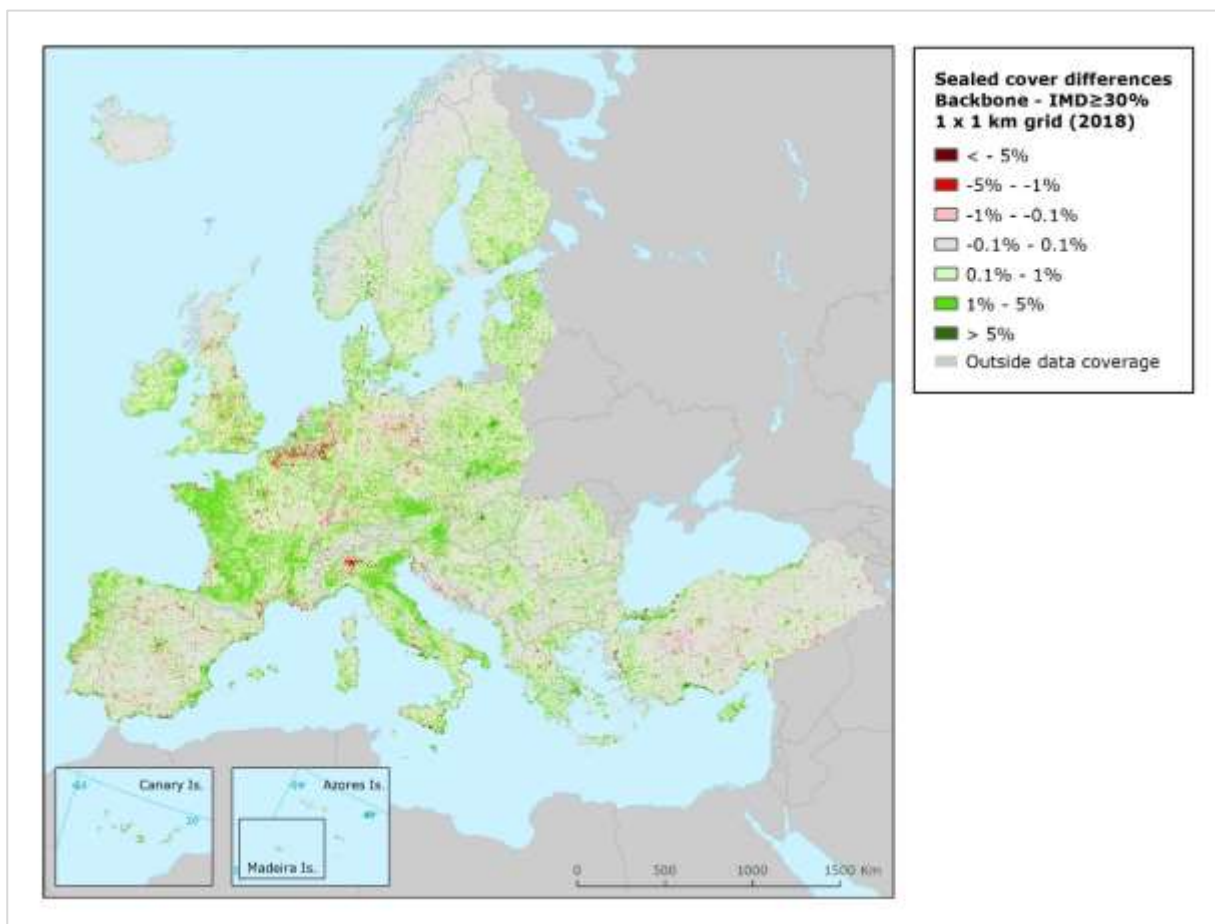 Sealed cover differences
Backbone - IMD≥30%
1 x 1 km grid (2018)
< - 5%
-5% - -1%
-1% - -0.1%
-0.1% - 0.1%
0.1% - 1%
1% - 5%
> 5%
Outside data coverage
Canary Is.
Azores Is.
Madeira Is.
0 500 1000 1500 Km